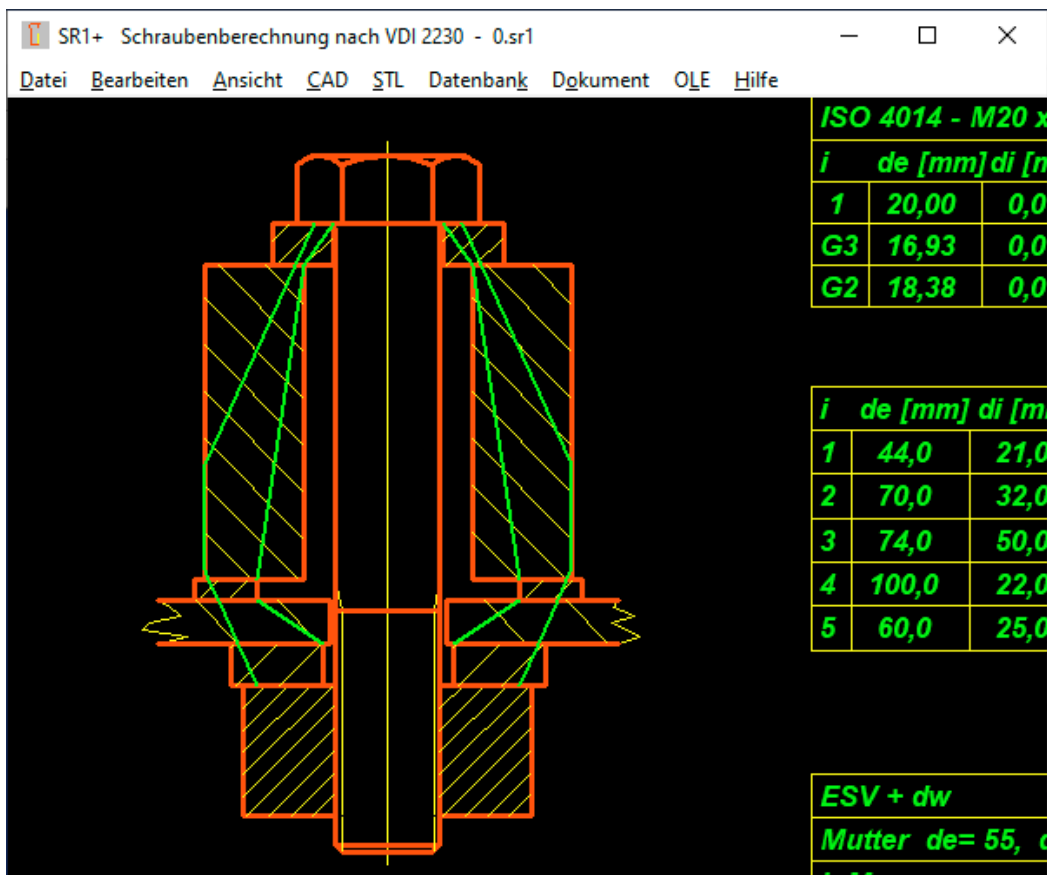 SR1+ Schraubenberechnung nach VDI 2230 - 0.sr1
Datei Bearbeiten Ansicht CAD STL Datenbank Dokument OLE Hilfe
ISO 4014 - M20 x
i de [mm] di [m
1 20,00 0,0
G3 16,93 0,0
G2 18,38 0,0
i de [mm] di [m
1 44,0 21,0
2 70,0 32,0
3 74,0 50,0
4 100,0 22,0
5 60,0 25,0
ESV + dw
Mutter de= 55,